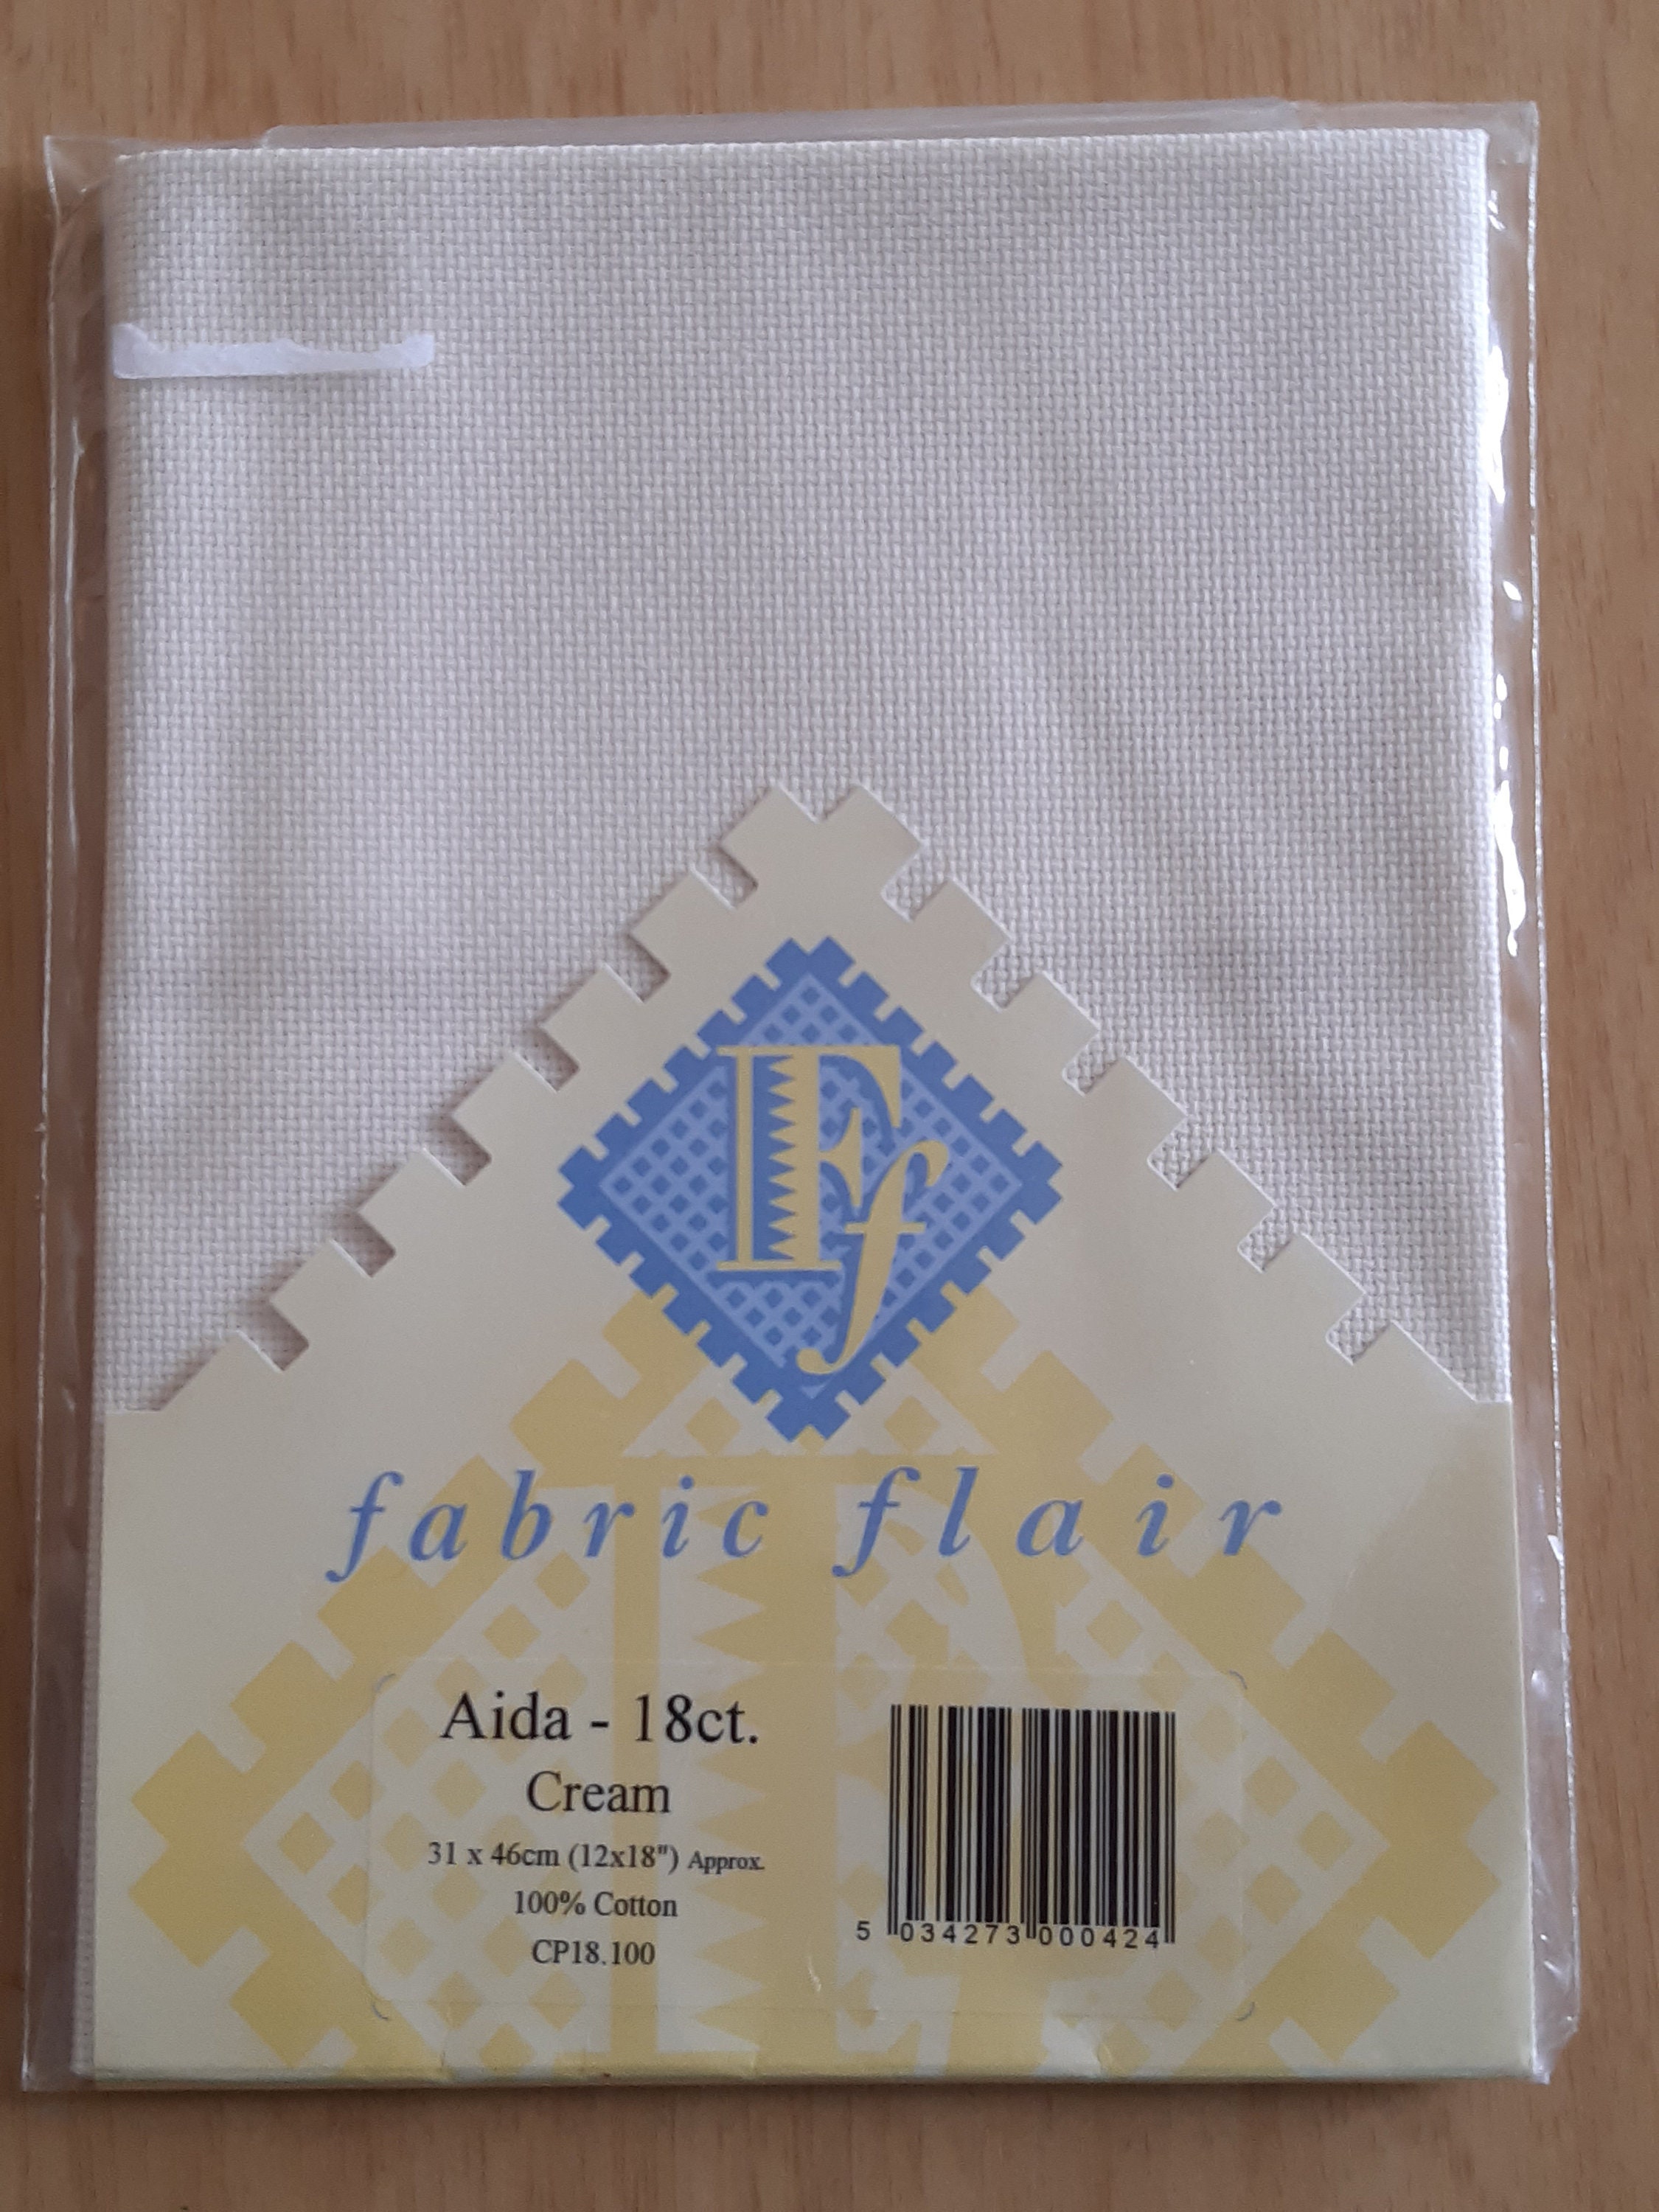 Ff
fabric flair
Aida - 18ct.
Cream
31 x 46cm (12x18") Approx.
100% Cotton
CP18.100
5 034273 000424